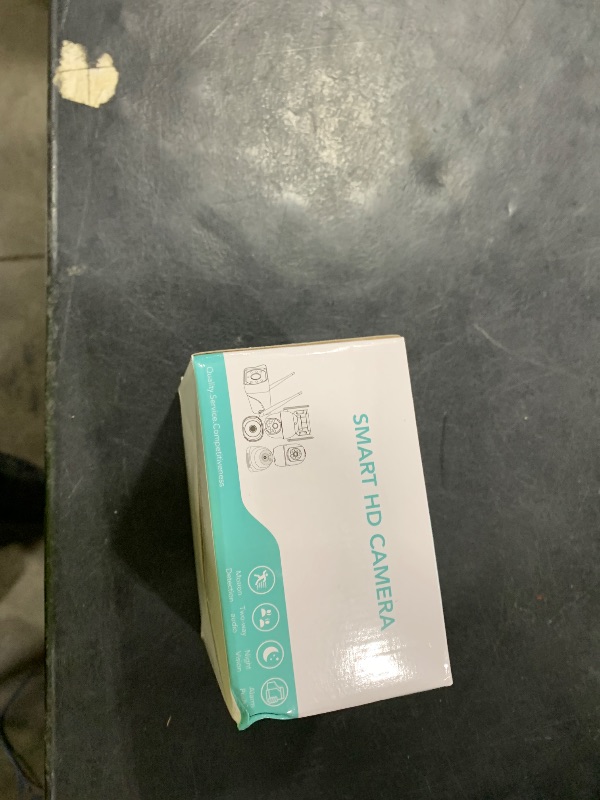 SMART HD CAMERA
Quality.Service.Competitiveness
Motion
Detection
Two way
audio
Night
Vision